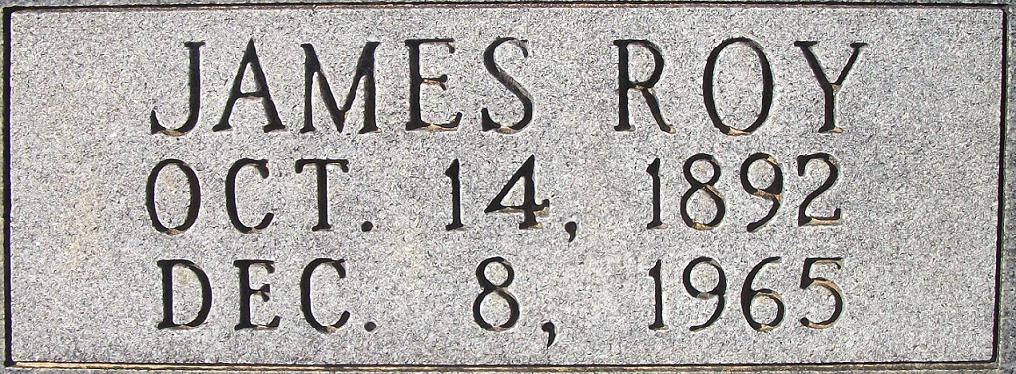 JAMES ROY
OCT. 14, 1892
DEC. 8, 1965